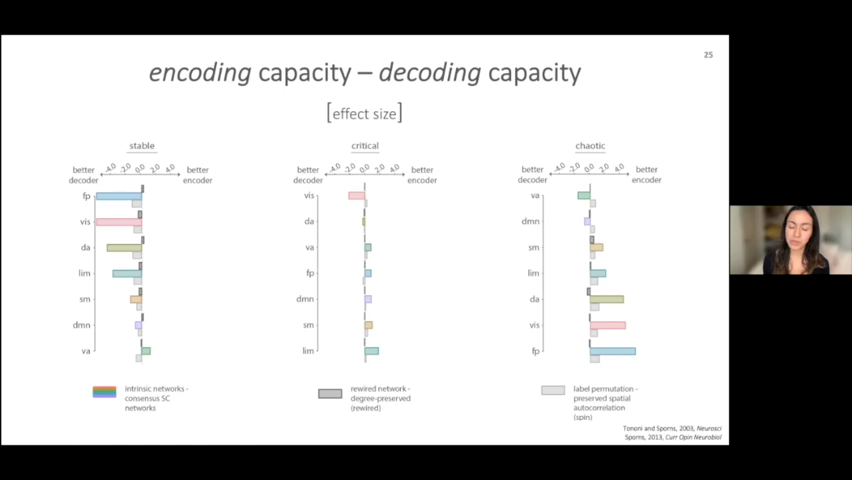 25
encoding capacity – decoding capacity
[effect size]
stable
better decoder
-4.0 -2.0 0.0 2.0 4.0
better encoder
fp
vis
da
lim
sm
dmn
va
critical
better decoder
-4.0 -2.0 0.0 2.0 4.0
better encoder
vis
da
va
fp
dmn
sm
lim
chaotic
better decoder
-4.0 -2.0 0.0 2.0 4.0
better encoder
va
dmn
sm
lim
da
vis
fp
intrinsic networks -
consensus SC
networks
rewired network -
degree-preserved
(rewired)
label permutation -
preserved spatial
autocorrelation
(spin)
Tononi and Sporns, 2003, Neurosci
Sporns, 2013, Curr Opin Neurobiol